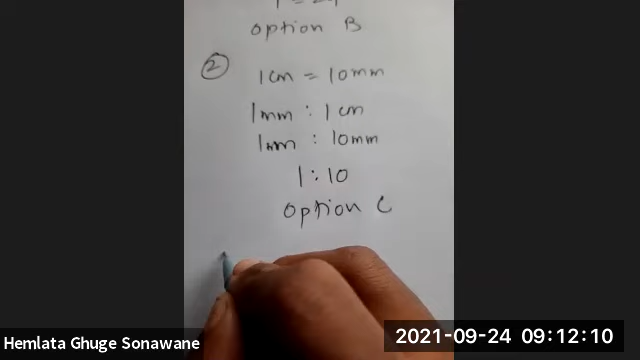 option B
2
1cm = 10mm
1mm : 1cm
1mm : 10mm
1:10
option C
Hemlata Ghuge Sonawane
2021-09-24 09:12:10